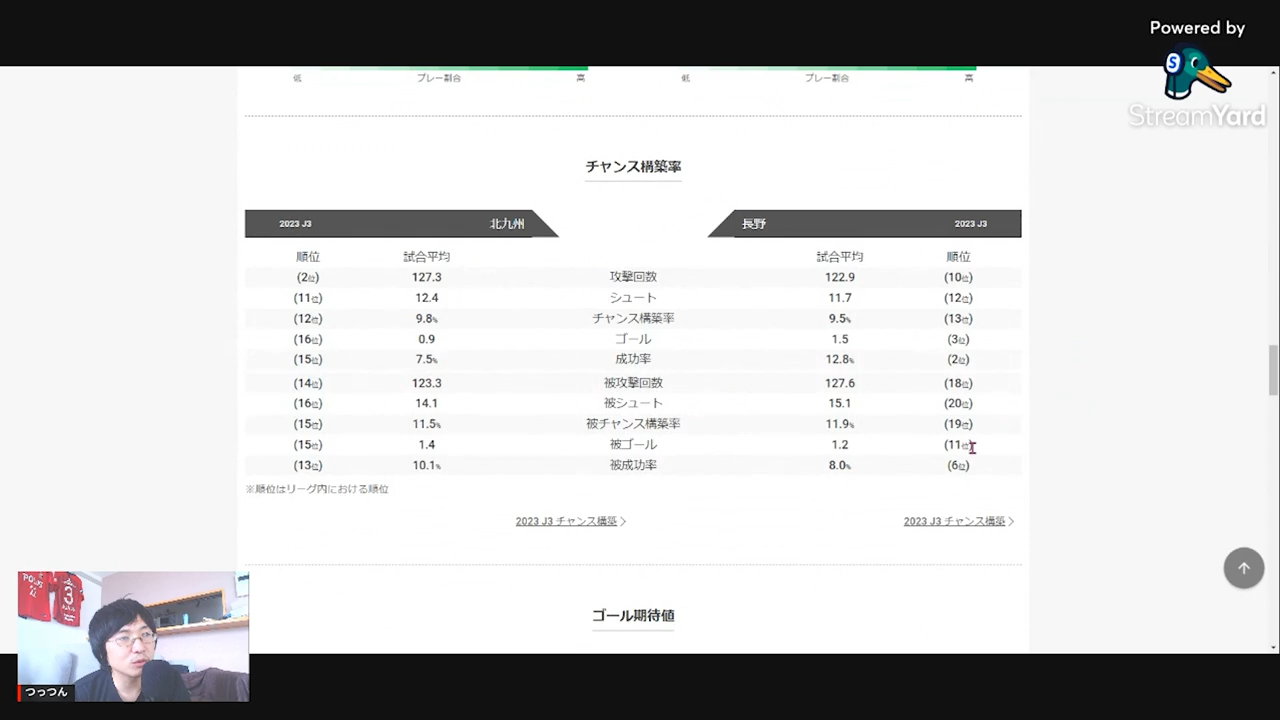 Powered by
StreamYard
低 プレー割合 高 低 プレー割合 高
チャンス構築率
2023 J3 北九州 長野 2023 J3
順位 試合平均 試合平均 順位
(2位) 127.3 攻撃回数 122.9 (10位)
(11位) 12.4 シュート 11.7 (12位)
(12位) 9.8% チャンス構築率 9.5% (13位)
(16位) 0.9 ゴール 1.5 (3位)
(15位) 7.5% 成功率 12.8% (2位)
(14位) 123.3 被攻撃回数 127.6 (18位)
(16位) 14.1 被シュート 15.1 (20位)
(15位) 11.5% 被チャンス構築率 11.9% (19位)
(15位) 1.4 被ゴール 1.2 (11位)
(13位) 10.1% 被成功率 8.0% (6位)
※順位はリーグ内における順位
2023 J3 チャンス構築 > 2023 J3 チャンス構築 >
ゴール期待値
POLUS
3
つっつん